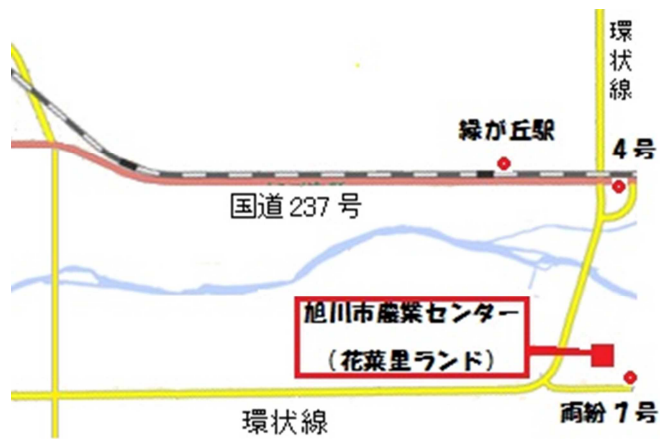 環状線
緑が丘駅
4号
国道237号
旭川市農業センター
(花菜里ランド)
両紛7号
環状線